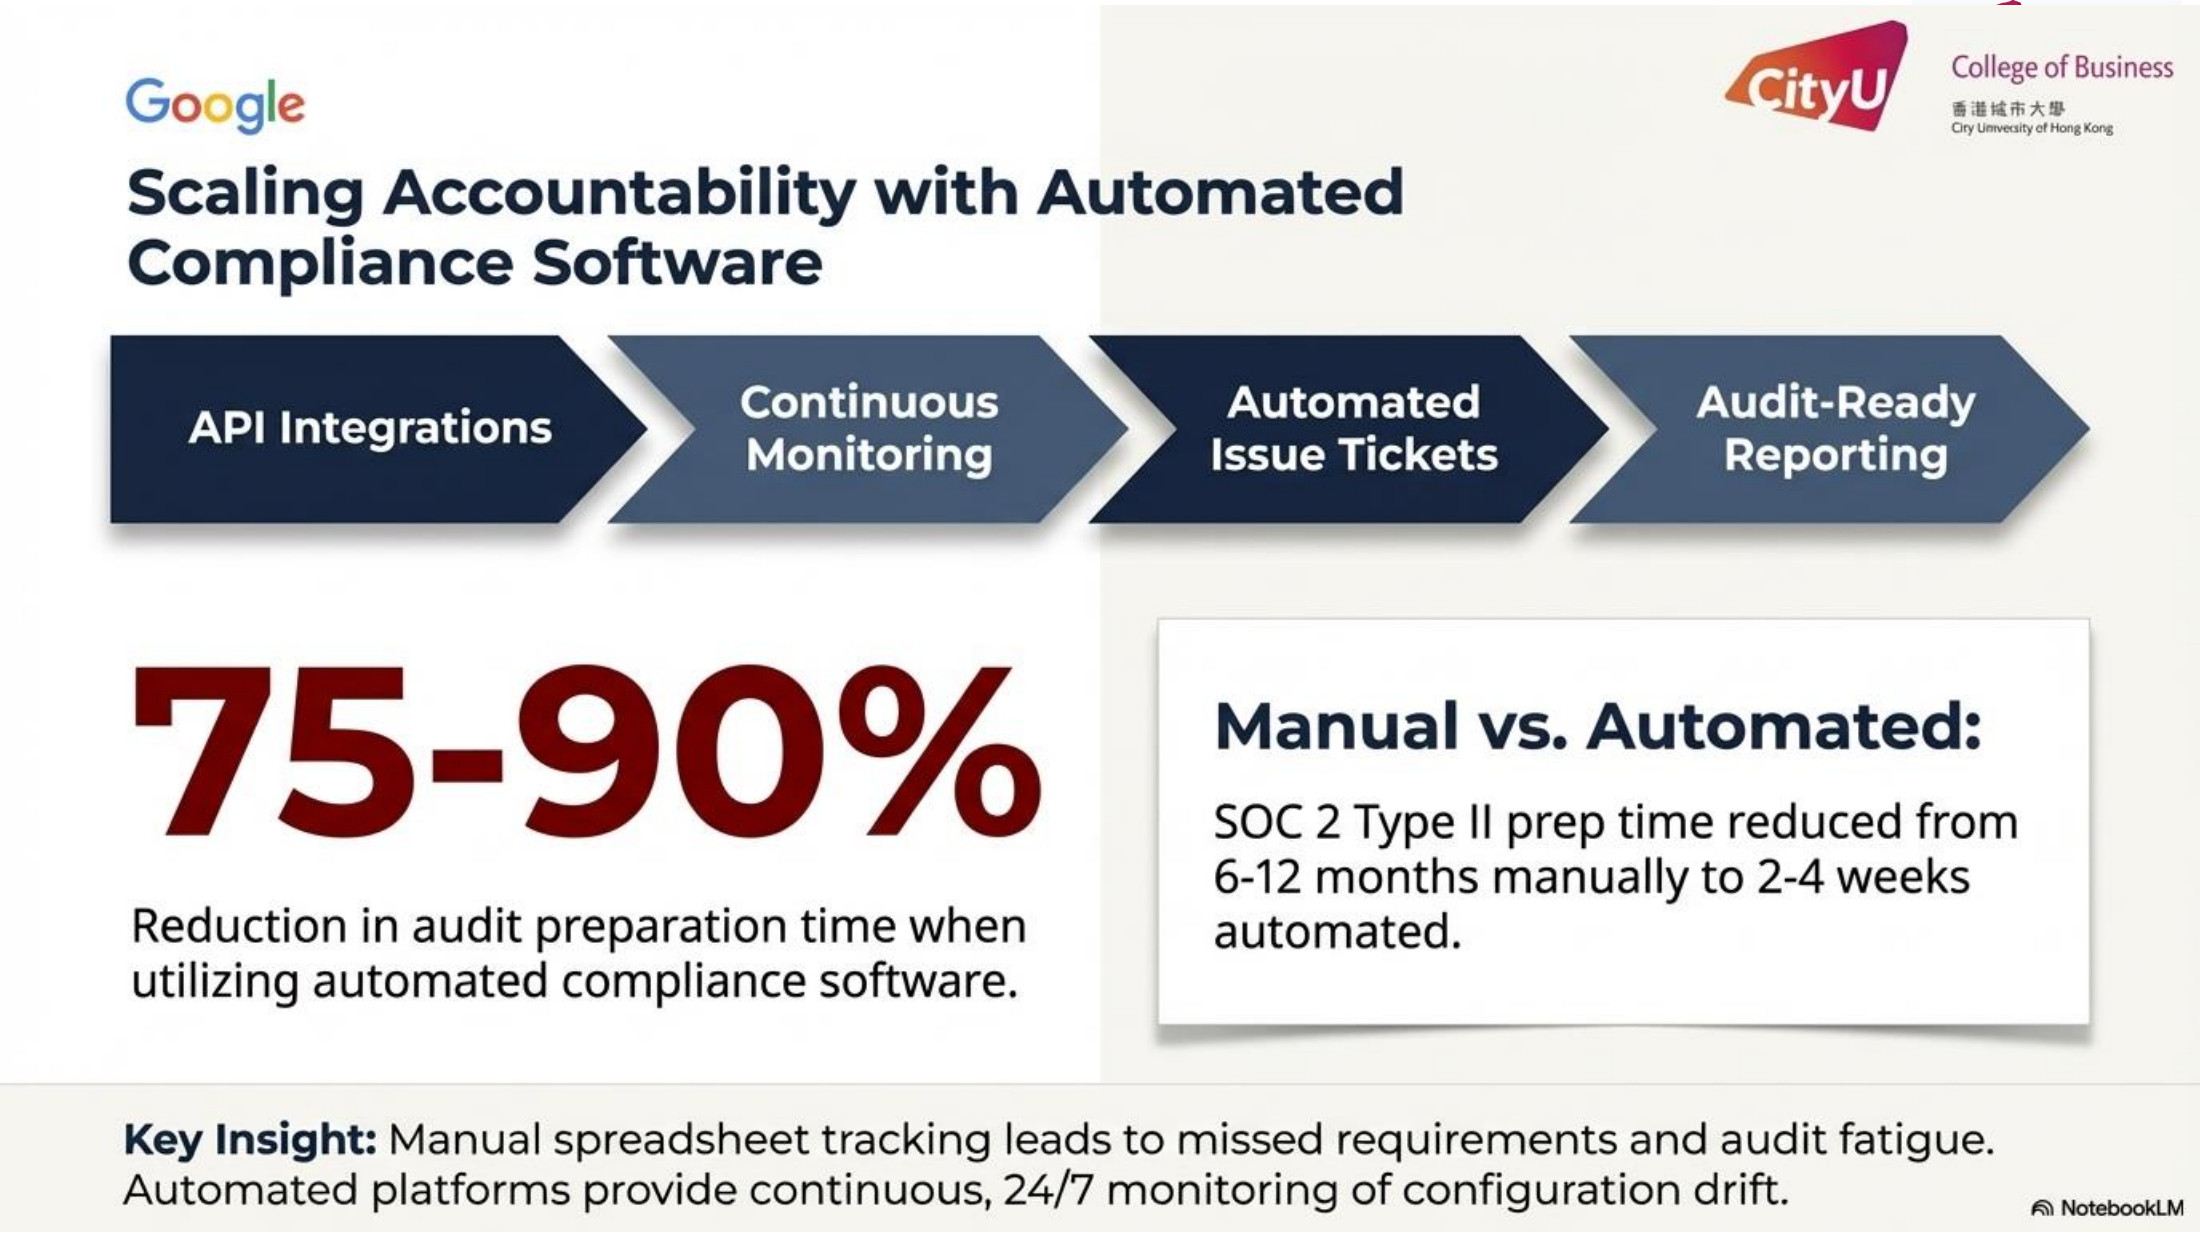 Google
CityU
College of Business
香港城市大學
City Umvecsity of Hong Kong
Scaling Accountability with Automated
Compliance Software
API Integrations
Continuous
Monitoring
Automated
Issue Tickets
Audit-Ready
Reporting
75-90%
Reduction in audit preparation time when
utilizing automated compliance software.
Manual vs. Automated:
SOC 2 Type II prep time reduced from
6-12 months manually to 2-4 weeks
automated.
Key Insight: Manual spreadsheet tracking leads to missed requirements and audit fatigue.
Automated platforms provide continuous, 24/7 monitoring of configuration drift.
NotebookLM